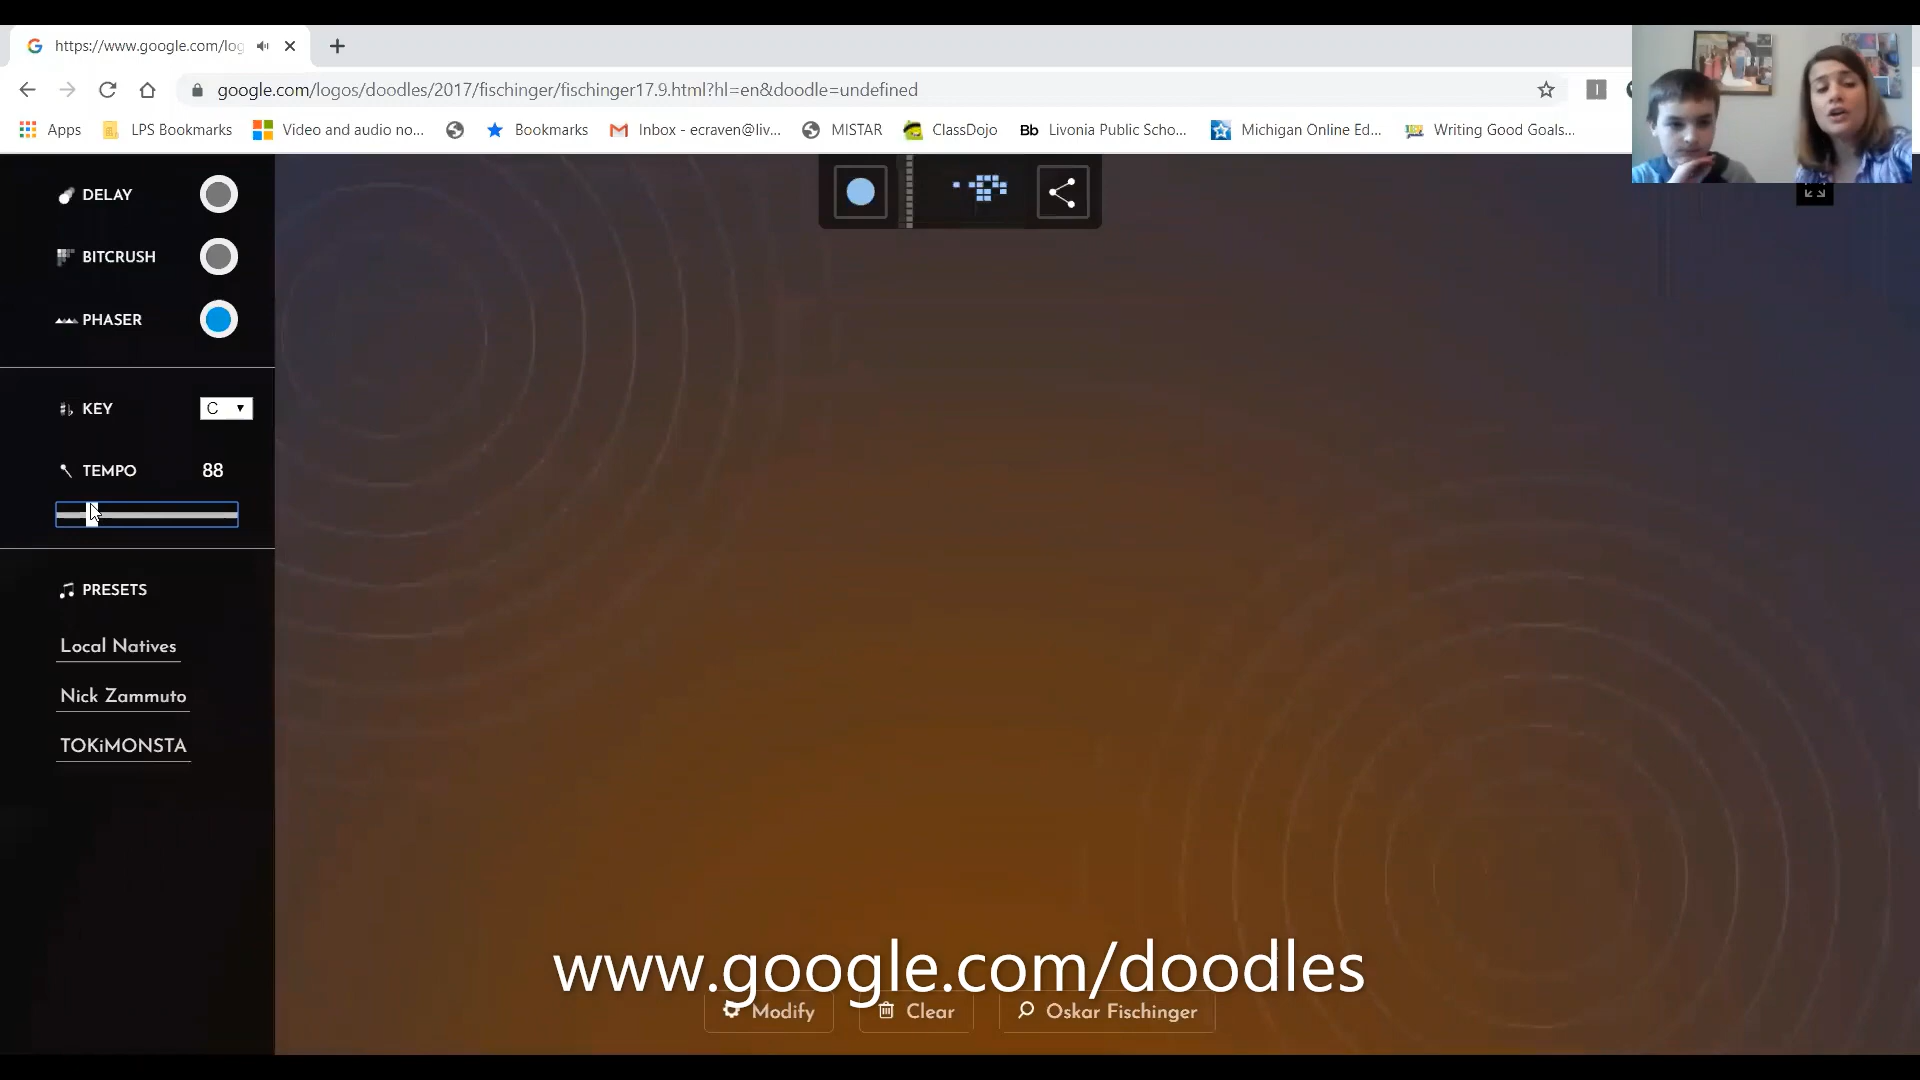 https://www.google.com/log
google.com/logos/doodles/2017/fischinger/fischinger17.9.html?hl=en&doodle=undefined
Apps LPS Bookmarks Video and audio no... Bookmarks Inbox - ecraven@liv... MISTAR ClassDojo Bb Livonia Public Scho... Michigan Online Ed... Writing Good Goals...
DELAY
BITCRUSH
PHASER
KEY C
TEMPO 88
PRESETS
Local Natives
Nick Zammuto
TOKiMONSTA
www.google.com/doodles
Modify Clear Oskar Fischinger